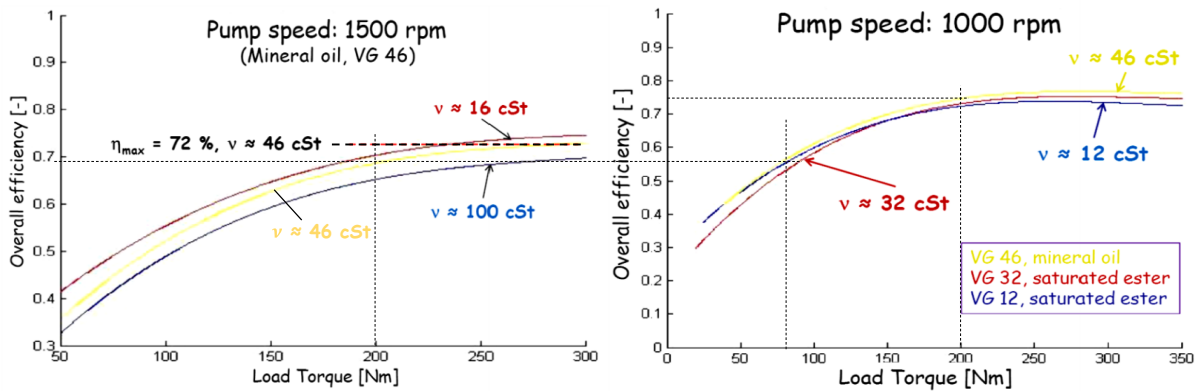 Pump speed: 1500 rpm
(Mineral oil, VG 46)
ν ≈ 16 cSt
ηmax = 72 %, ν ≈ 46 cSt
ν ≈ 100 cSt
ν ≈ 46 cSt
Overall efficiency [-]
1
0.9
0.8
0.7
0.6
0.5
0.4
0.3
50
100
150
200
250
300
Load Torque [Nm]
Pump speed: 1000 rpm
ν ≈ 46 cSt
ν ≈ 12 cSt
ν ≈ 32 cSt
VG 46, mineral oil
VG 32, saturated ester
VG 12, saturated ester
Overall efficiency [-]
1
0.9
0.8
0.7
0.6
0.5
0.4
0.3
0.2
0.1
0
0
50
100
150
200
250
300
350
Load Torque [Nm]